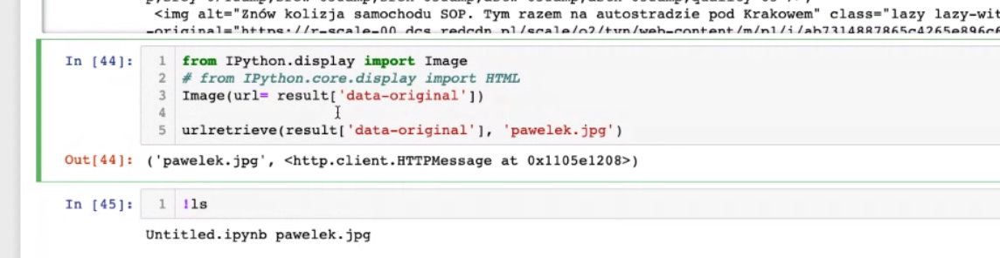 <img alt="Znów kolizja samochodu SOP. Tym razem na autostradzie pod Krakowem" class="lazy lazy-wit
-original="https://r-scale-00.dcs.redcdn.pl/scale/o2/tvn/web-content/m/p1/i/
In [44]:
1 from IPython.display import Image
2 # from IPython.core.display import HTML
3 Image(url= result['data-original'])
4
5 urlretrieve(result['data-original'], 'pawelek.jpg')
Out[44]: ('pawelek.jpg', <http.client.HTTPMessage at 0x1105e1208>)
In [45]:
1 !ls
Untitled.ipynb pawelek.jpg